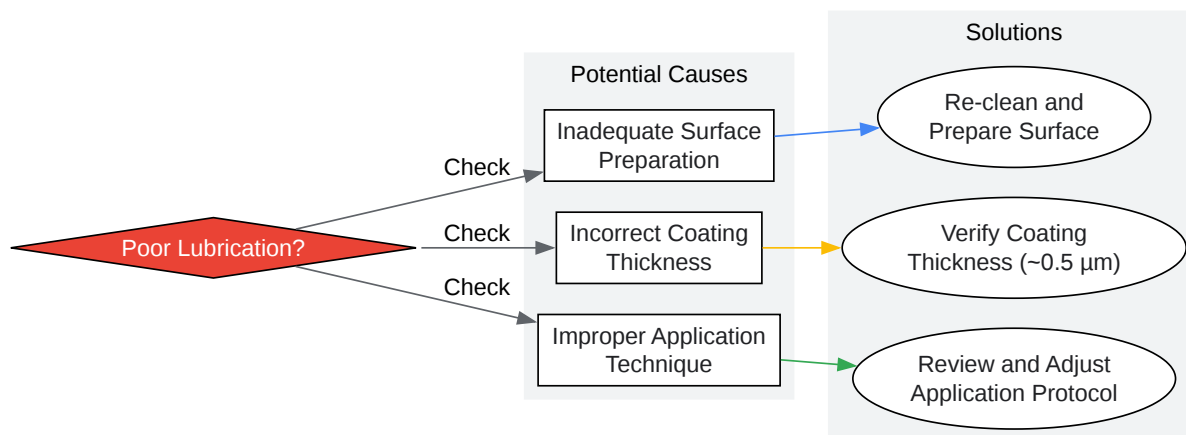 Solutions
Potential Causes
Re-clean and
Prepare Surface
Inadequate Surface
Preparation
Check
Poor Lubrication?
Check
Incorrect Coating
Thickness
Verify Coating
Thickness (~0.5 µm)
Check
Improper Application
Technique
Review and Adjust
Application Protocol